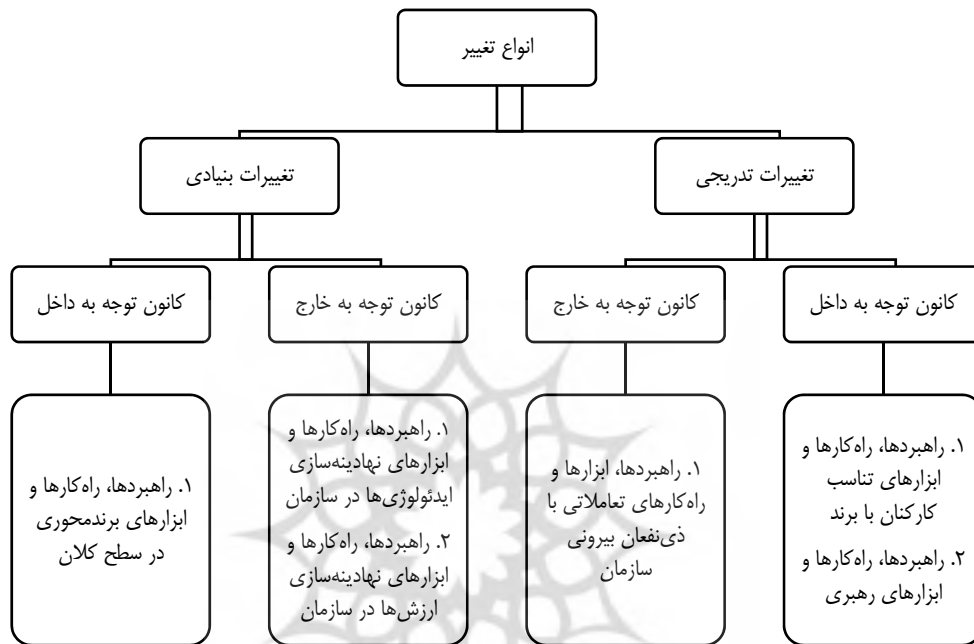 انواع تغییر
تغییرات تدریجی
تغییرات بنیادی
کانون توجه به داخل
کانون توجه به خارج
کانون توجه به خارج
کانون توجه به داخل
۱. راهبردها، راه‌کارها و
ابزارهای تناسب
کارکنان با برند
۲. راهبردها، راه‌کارها و
ابزارهای رهبری
۱. راهبردها، ابزارها و
راه‌کارهای تعاملاتی با
ذی‌نفعان بیرونی
سازمان
۱. راهبردها، راه‌کارها و
ابزارهای نهادینه‌سازی
ایدئولوژی‌ها در سازمان
۲. راهبردها، راه‌کارها و
ابزارهای نهادینه‌سازی
ارزش‌ها در سازمان
۱. راهبردها، راه‌کارها و
ابزارهای برندمحوری
در سطح کلان